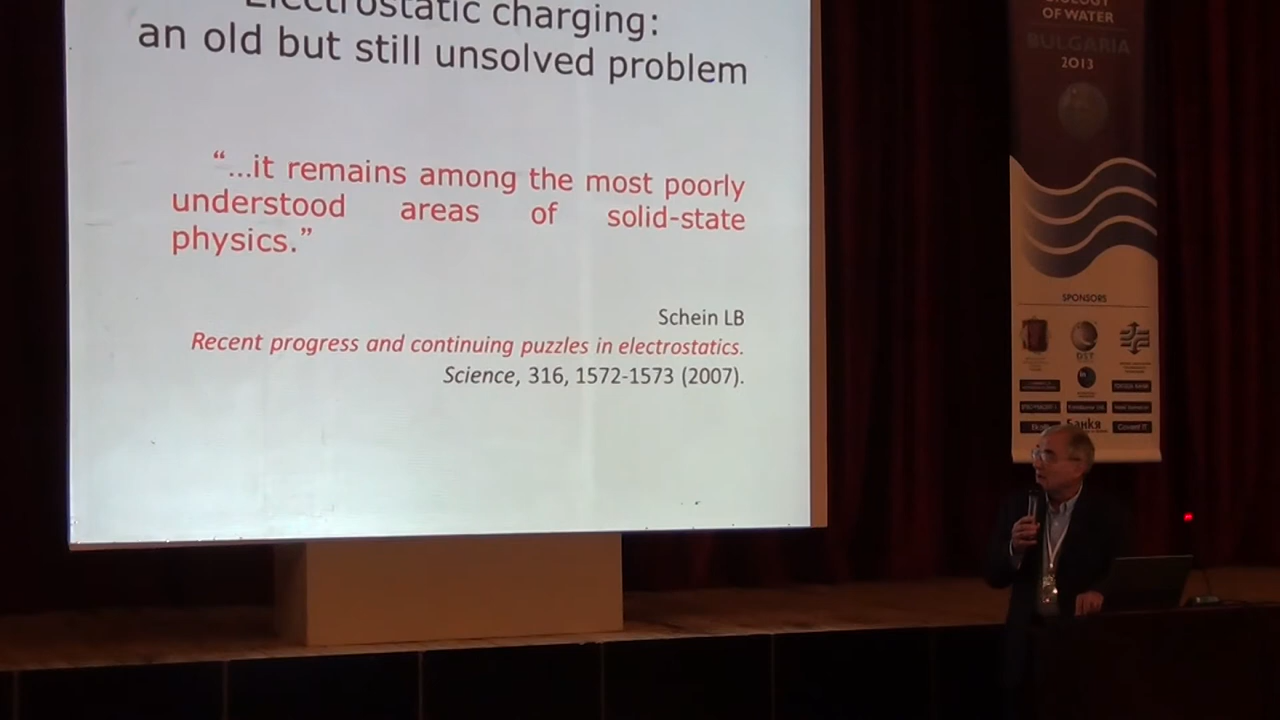 Electrostatic charging:
an old but still unsolved problem
“...it remains among the most poorly
understood areas of solid-state
physics.”
Schein LB
Recent progress and continuing puzzles in electrostatics.
Science, 316, 1572-1573 (2007).
OF WATER
BULGARIA
2013
SPONSORS
DST
Банкя